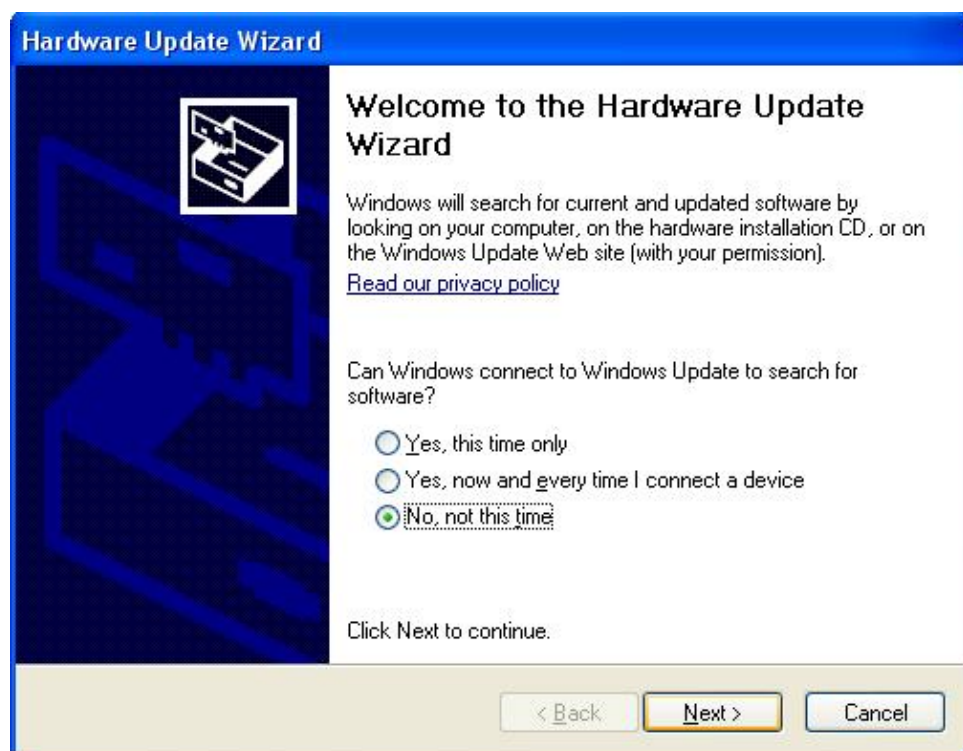 Hardware Update Wizard
Welcome to the Hardware Update
Wizard
Windows will search for current and updated software by
looking on your computer, on the hardware installation CD, or on
the Windows Update Web site (with your permission).
Read our privacy policy
Can Windows connect to Windows Update to search for
software?
Yes, this time only
Yes, now and every time I connect a device
No, not this time
Click Next to continue.
< Back Next > Cancel